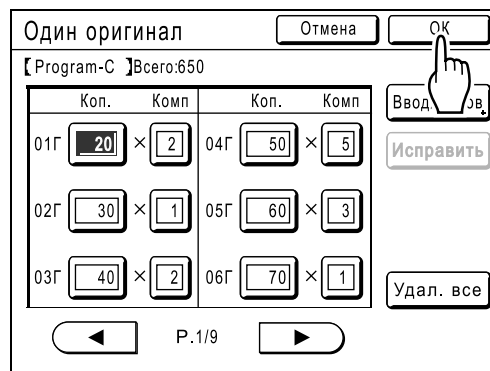 Один оригинал Отмена OK
【Program-C 】Всего:650
Коп. Комп Коп. Комп
01Г 20 × 2 04Г 50 × 5
Исправить
02Г 30 × 1 05Г 60 × 3
03Г 40 × 2 06Г 70 × 1
Удал. все
◄ P.1/9 ►